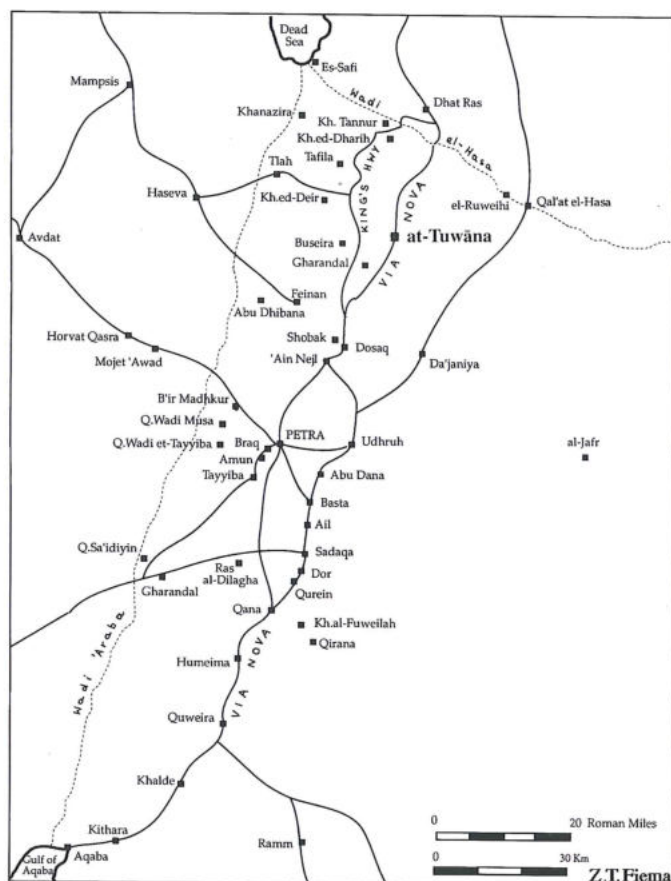 Dead
Sea
Es-Safi
Mampsis
Wadi
el-Hasa
Khanazira
Dhat Ras
Kh. Tannur
Kh.ed-Dharih
Tafila
Tlah
KING'S HWY
Haseva
Kh.ed-Deir
el-Ruweihi
Qal'at el-Hasa
VIA NOVA
at-Tuwāna
Avdat
Buseira
Gharandal
Feinan
Abu Dhibana
Horvat Qasra
Shobak
Dosaq
Mojet 'Awad
'Ain Nejl
Da'janiya
B'ir Madhkur
Q.Wadi Musa
PETRA
Udhruh
Q.Wadi et-Tayyiba
Braq
al-Jafr
Amun
Tayyiba
Abu Dana
Basta
Ail
Q.Sa'idiyin
Sadaqa
Ras
al-Dilagha
Dor
Gharandal
Qurein
Qana
Kh.al-Fuweilah
Qirana
Wadi 'Araba
Humeima
VIA NOVA
Quweira
Khalde
Kithara
Ramm
Gulf of
Aqaba
Aqaba
0 20 Roman Miles
0 30 Km
Z.T.Fiema